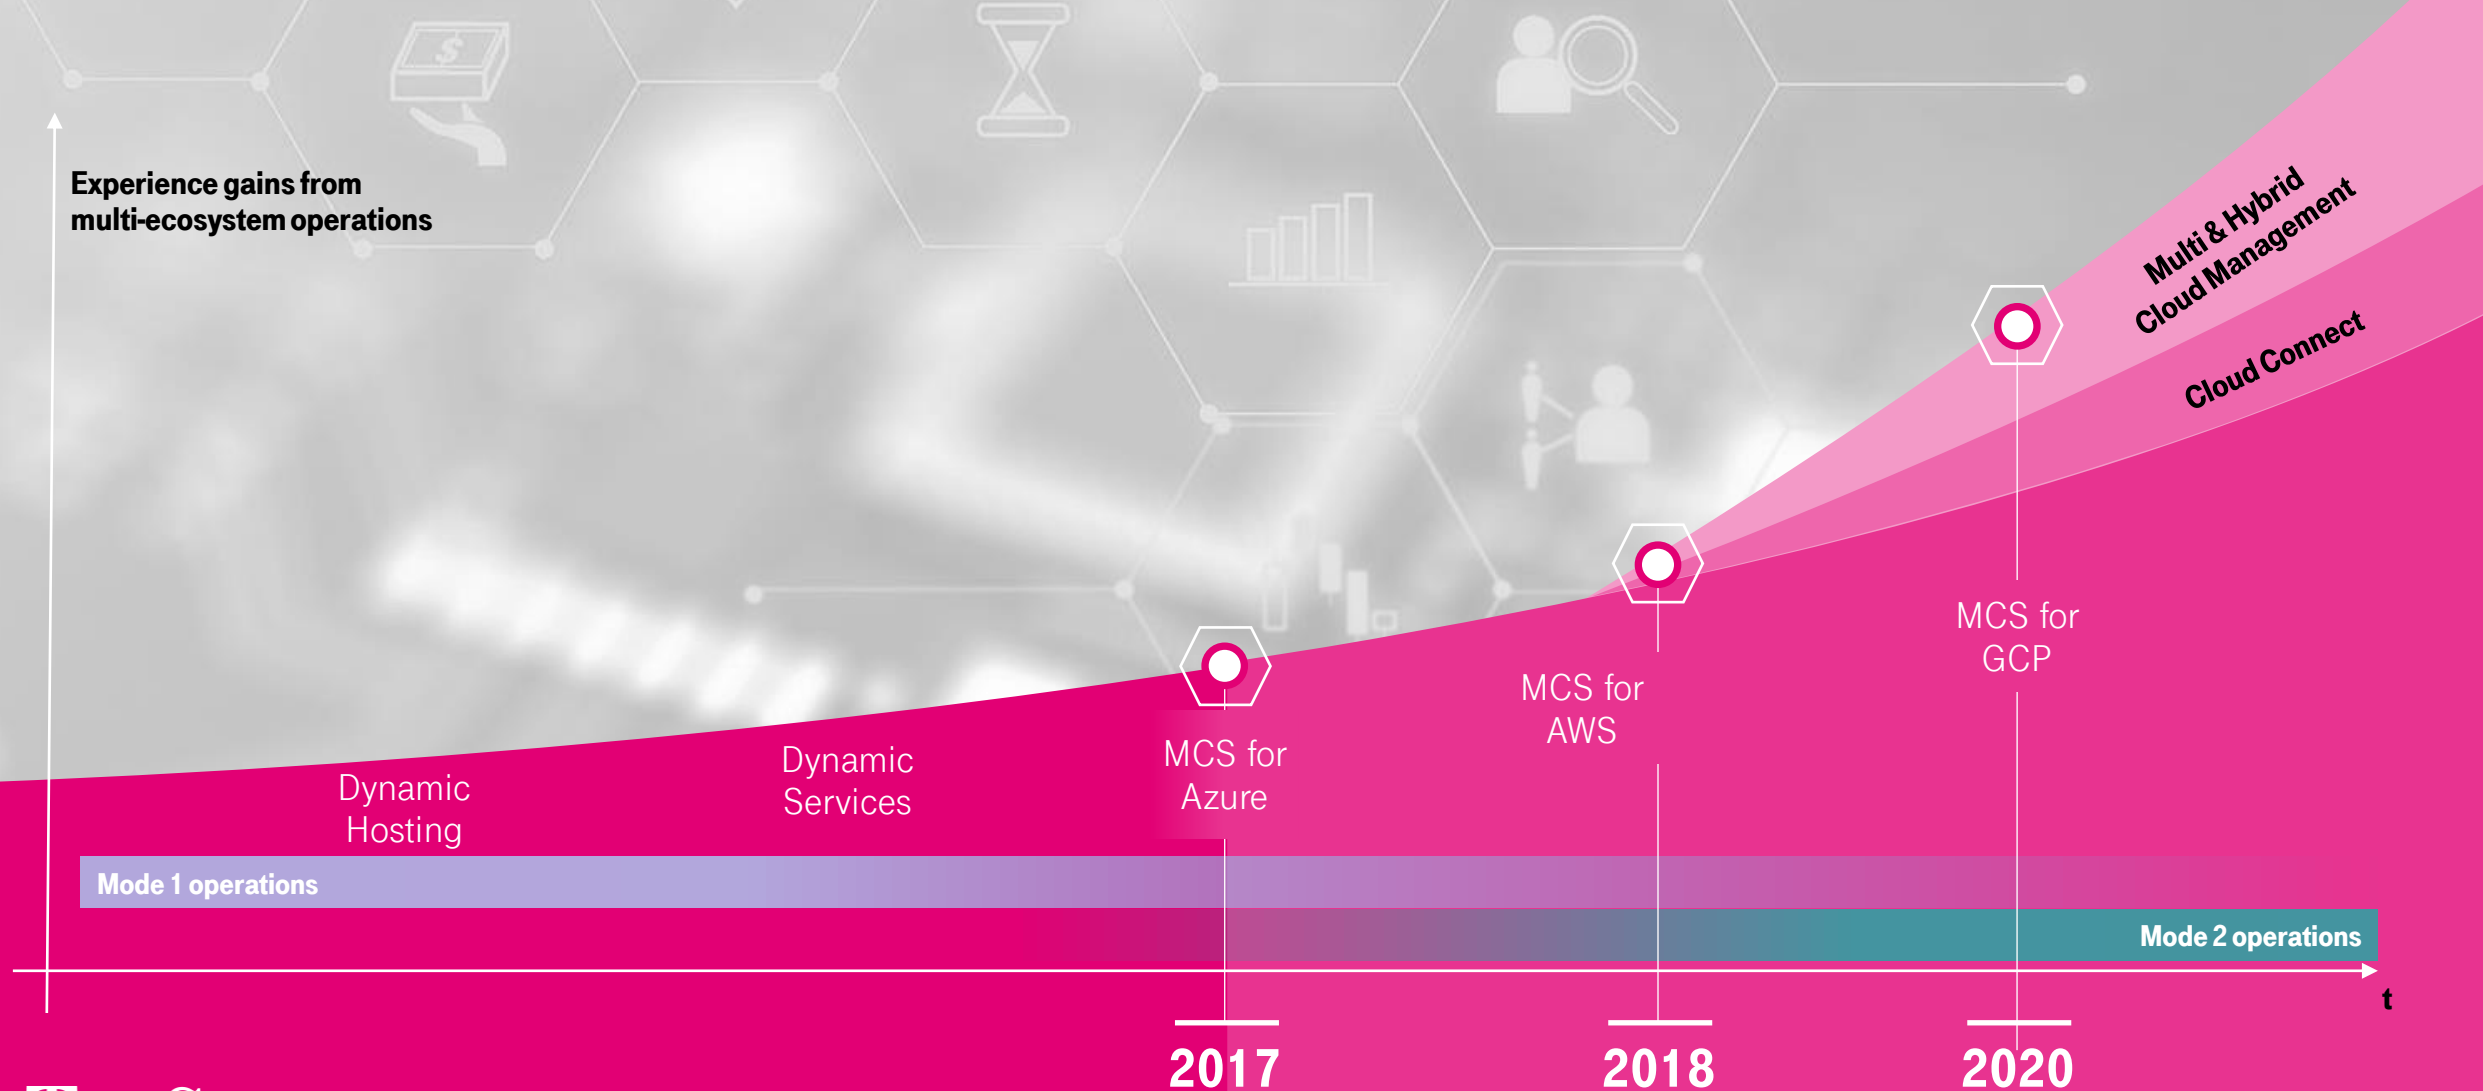 Experience gains from
multi-ecosystem operations
Multi & Hybrid
Cloud Management
Cloud Connect
MCS for
GCP
MCS for
AWS
MCS for
Azure
Dynamic
Services
Dynamic
Hosting
Mode 1 operations
Mode 2 operations
t
2017
2018
2020